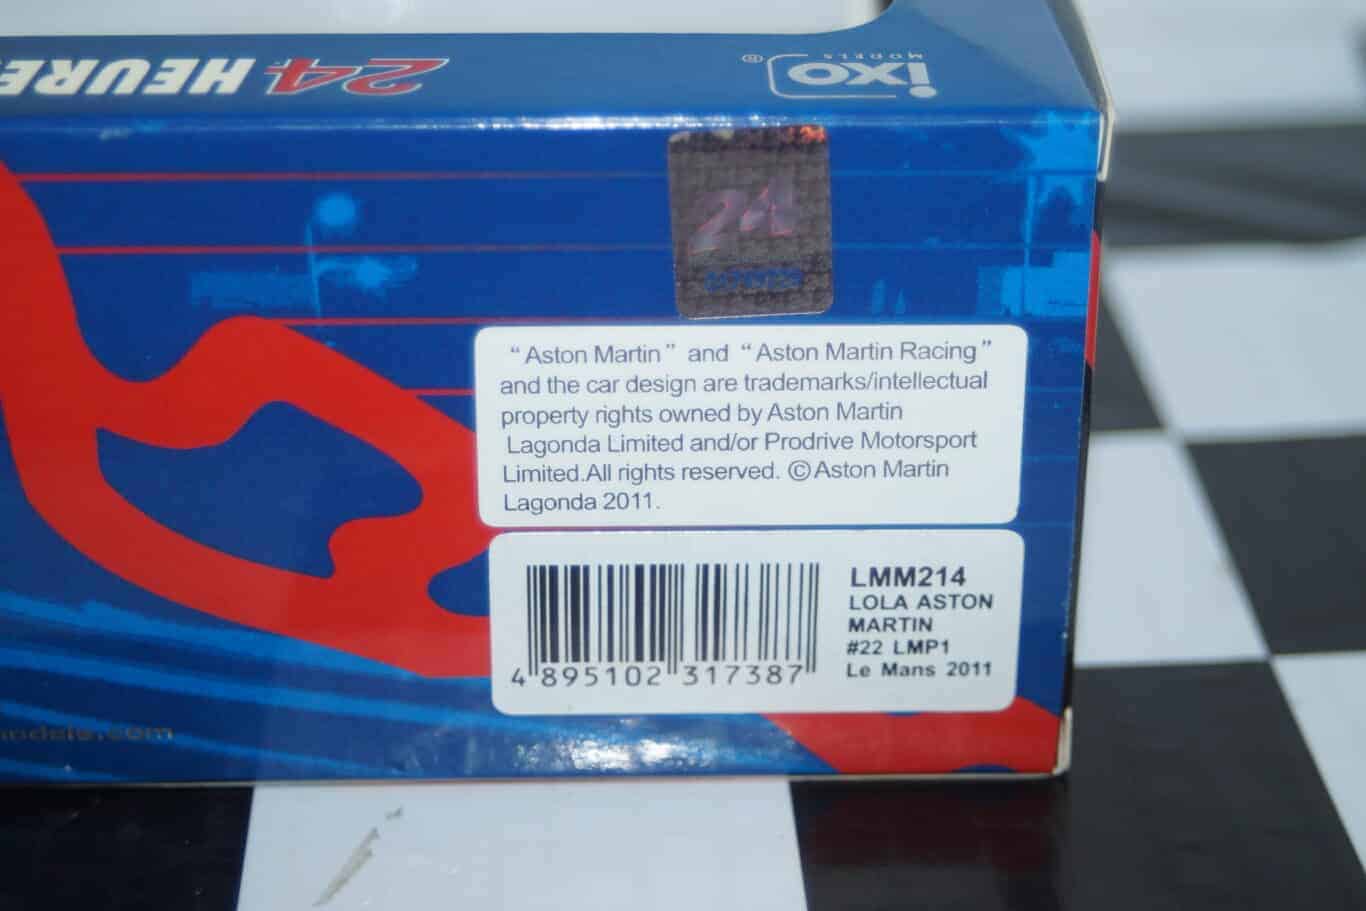 24 HEURE
ixo
MODELS
®
24
“Aston Martin” and “Aston Martin Racing”
and the car design are trademarks/intellectual
property rights owned by Aston Martin
Lagonda Limited and/or Prodrive Motorsport
Limited.All rights reserved. ©Aston Martin
Lagonda 2011.
LMM214
LOLA ASTON
MARTIN
#22 LMP1
Le Mans 2011
4 895102 317387